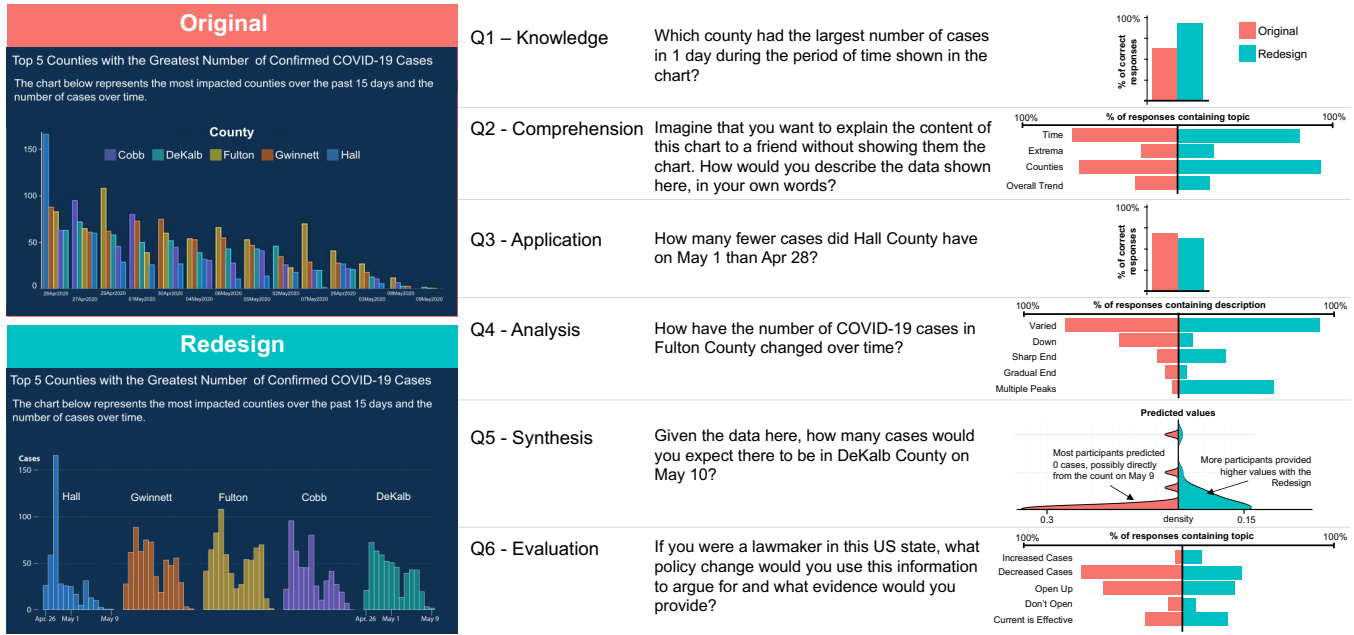 Original
Top 5 Counties with the Greatest Number of Confirmed COVID-19 Cases
The chart below represents the most impacted counties over the past 15 days and the
number of cases over time.
County
Cobb DeKalb Fulton Gwinnett Hall
150
100
50
0
28Apr2020 29Apr2020 30Apr2020 08May2020 02May2020 26Apr2020
27Apr2020 01May2020 04May2020 05May2020 07May2020 03May2020 09May2020
Redesign
Top 5 Counties with the Greatest Number of Confirmed COVID-19 Cases
The chart below represents the most impacted counties over the past 15 days and the
number of cases over time.
Cases
150
100
50
0
Hall Gwinnett Fulton Cobb DeKalb
Apr. 26 May 1 May 9
Apr. 26 May 1 May 9
Q1 – Knowledge
Which county had the largest number of cases
in 1 day during the period of time shown in the
chart?
100%
% of correct
responses
Original
Redesign
Q2 - Comprehension
Imagine that you want to explain the content of
this chart to a friend without showing them the
chart. How would you describe the data shown
here, in your own words?
100% % of responses containing topic 100%
Time
Extrema
Counties
Overall Trend
Q3 - Application
How many fewer cases did Hall County have
on May 1 than Apr 28?
100%
% of correct
responses
Q4 - Analysis
How have the number of COVID-19 cases in
Fulton County changed over time?
100% % of responses containing description 100%
Varied
Down
Sharp End
Gradual End
Multiple Peaks
Q5 - Synthesis
Given the data here, how many cases would
you expect there to be in DeKalb County on
May 10?
Predicted values
Most participants predicted
0 cases, possibly directly
from the count on May 9
More participants provided
higher values with the
Redesign
0.3 density 0.15
Q6 - Evaluation
If you were a lawmaker in this US state, what
policy change would you use this information
to argue for and what evidence would you
provide?
100% % of responses containing topic 100%
Increased Cases
Decreased Cases
Open Up
Don't Open
Current is Effective